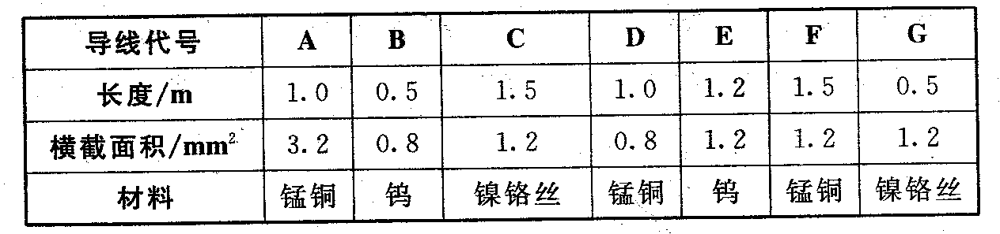 导线代号 A B C D E F G
长度/m 1.0 0.5 1.5 1.0 1.2 1.5 0.5
横截面积/mm² 3.2 0.8 1.2 0.8 1.2 1.2 1.2
材料 锰铜 钨 镍铬丝 锰铜 钨 锰铜 镍铬丝